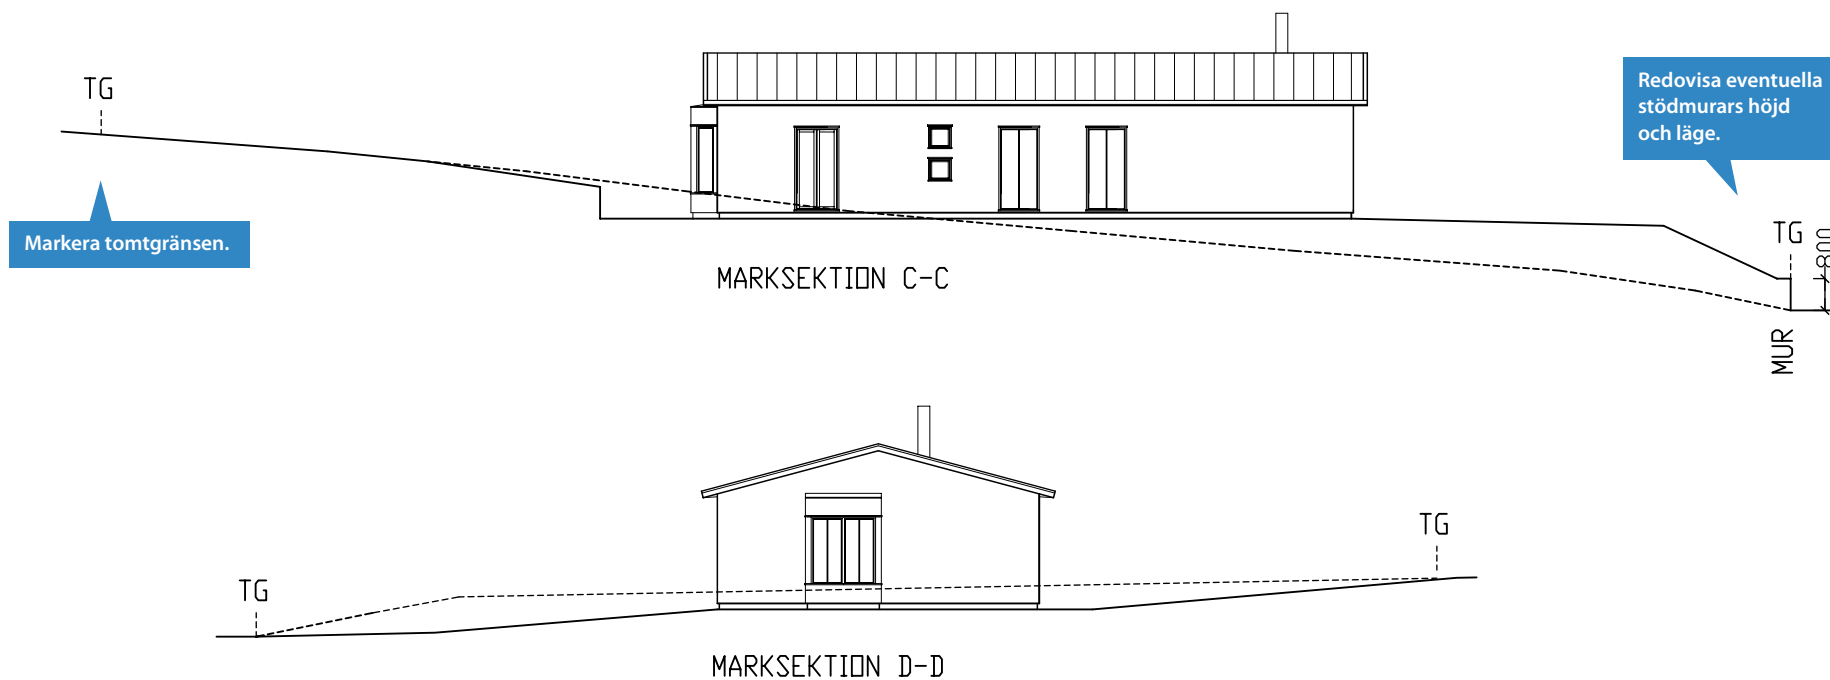 TG
Redovisa eventuella
stödmurars höjd
och läge.
Markera tomtgränsen.
TG
800
MARKSEKTION C-C
MUR
TG
TG
MARKSEKTION D-D